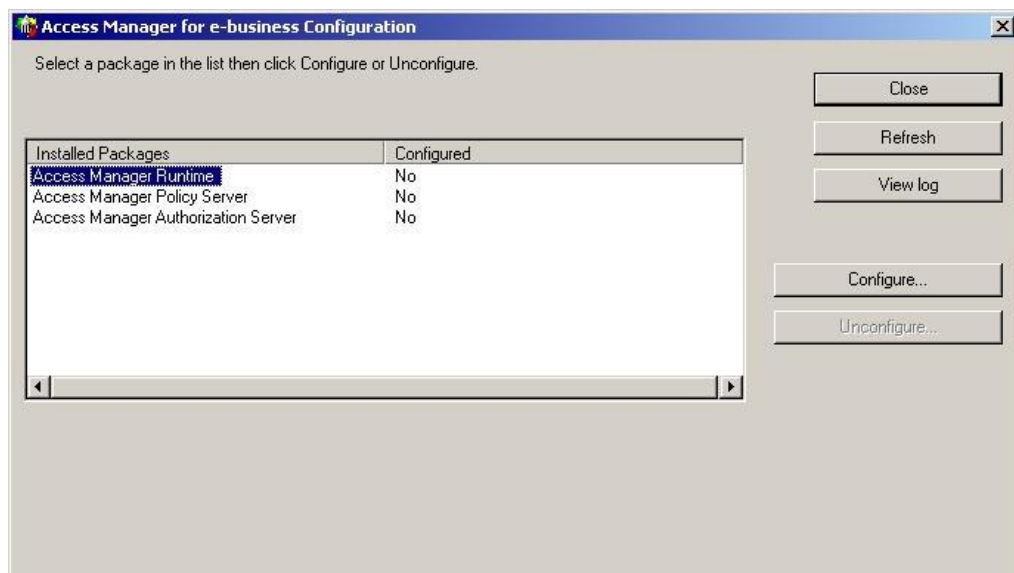 Access Manager for e-business Configuration
Select a package in the list then click Configure or Unconfigure.
Close
Refresh
View log
Installed Packages Configured
Access Manager Runtime No
Access Manager Policy Server No
Access Manager Authorization Server No
Configure...
Unconfigure...